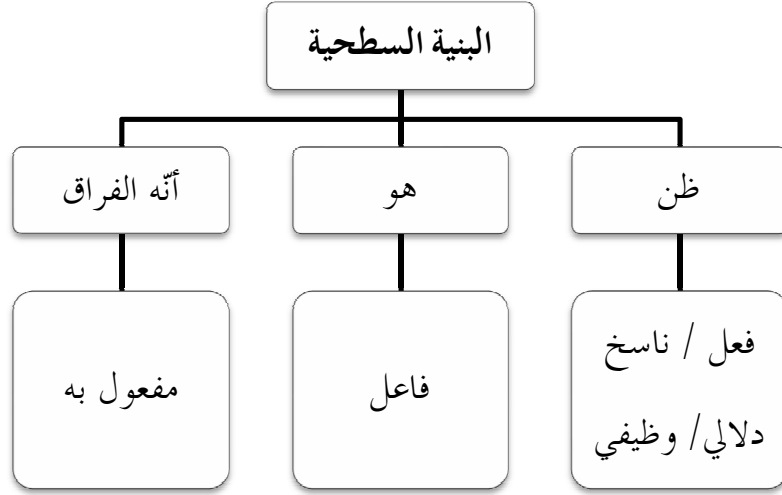 البنية السطحية
ظن
هو
أنّه الفراق
فعل / ناسخ
دلالي/ وظيفي
فاعل
مفعول به